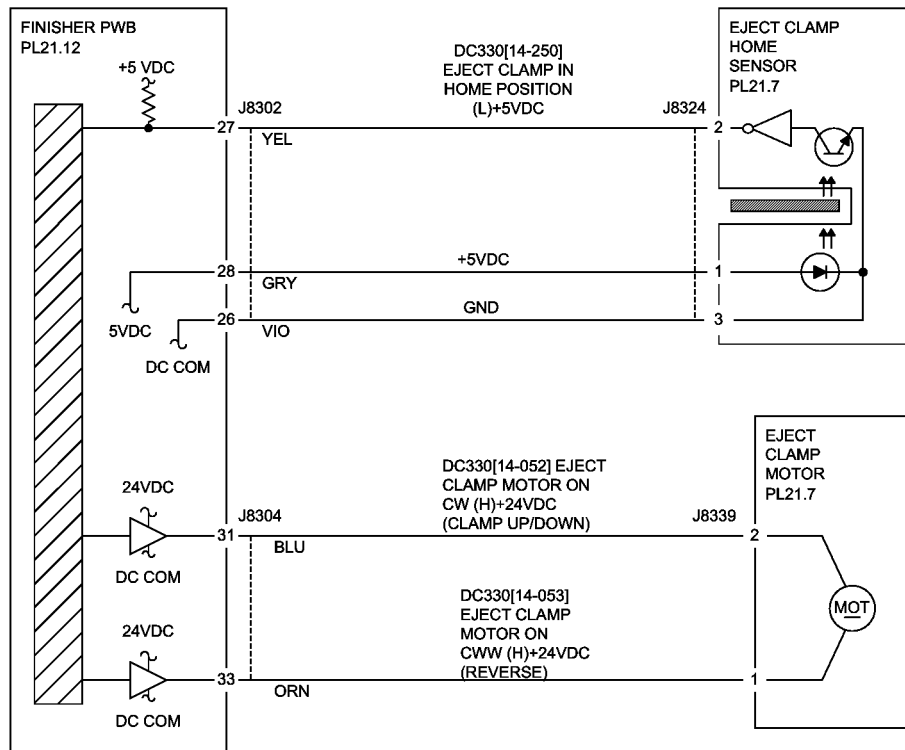 FINISHER PWB
PL21.12
+5 VDC
J8302
27
YEL
DC330[14-250]
EJECT CLAMP IN
HOME POSITION
(L)+5VDC
J8324
2
EJECT CLAMP
HOME
SENSOR
PL21.7
28
GRY
+5VDC
1
5VDC
26
VIO
GND
3
DC COM
24VDC
DC COM
J8304
31
BLU
DC330[14-052] EJECT
CLAMP MOTOR ON
CW (H)+24VDC
(CLAMP UP/DOWN)
J8339
2
EJECT
CLAMP
MOTOR
PL21.7
MOT
24VDC
DC COM
33
ORN
DC330[14-053]
EJECT CLAMP
MOTOR ON
CWW (H)+24VDC
(REVERSE)
1